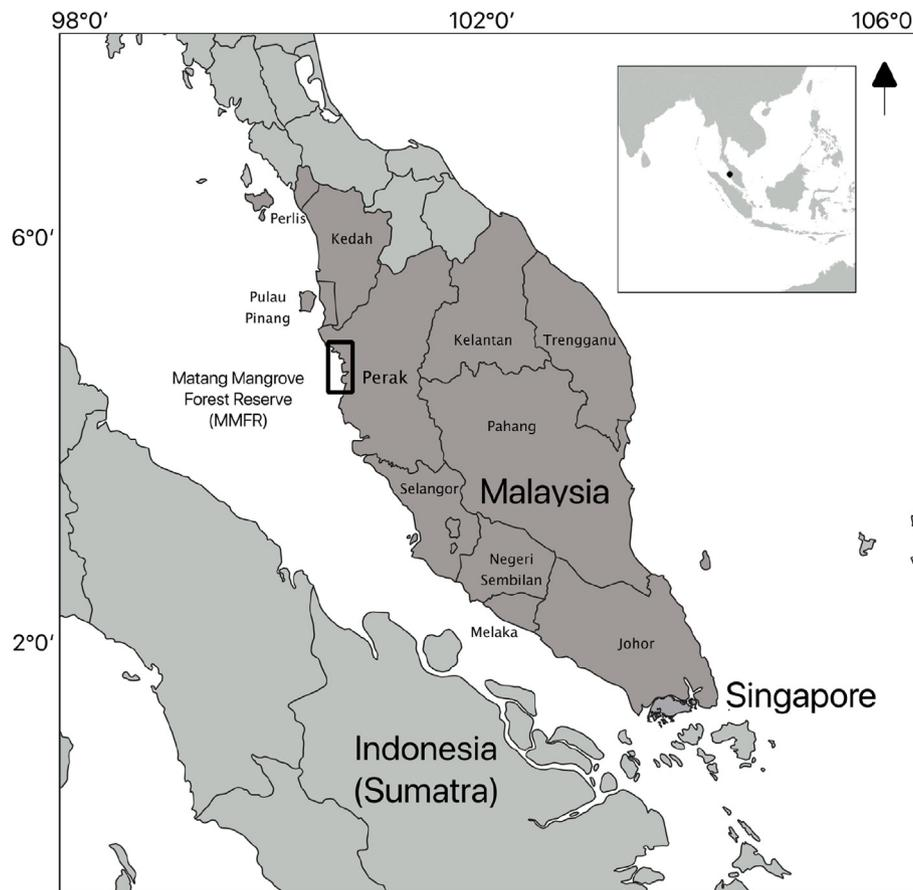 98°0′
102°0′
106°0
6°0′
2°0′
Perlis
Kedah
Pulau
Pinang
Kelantan
Trengganu
Matang Mangrove
Forest Reserve
(MMFR)
Perak
Pahang
Selangor
Malaysia
Negeri
Sembilan
Melaka
Johor
Singapore
Indonesia
(Sumatra)